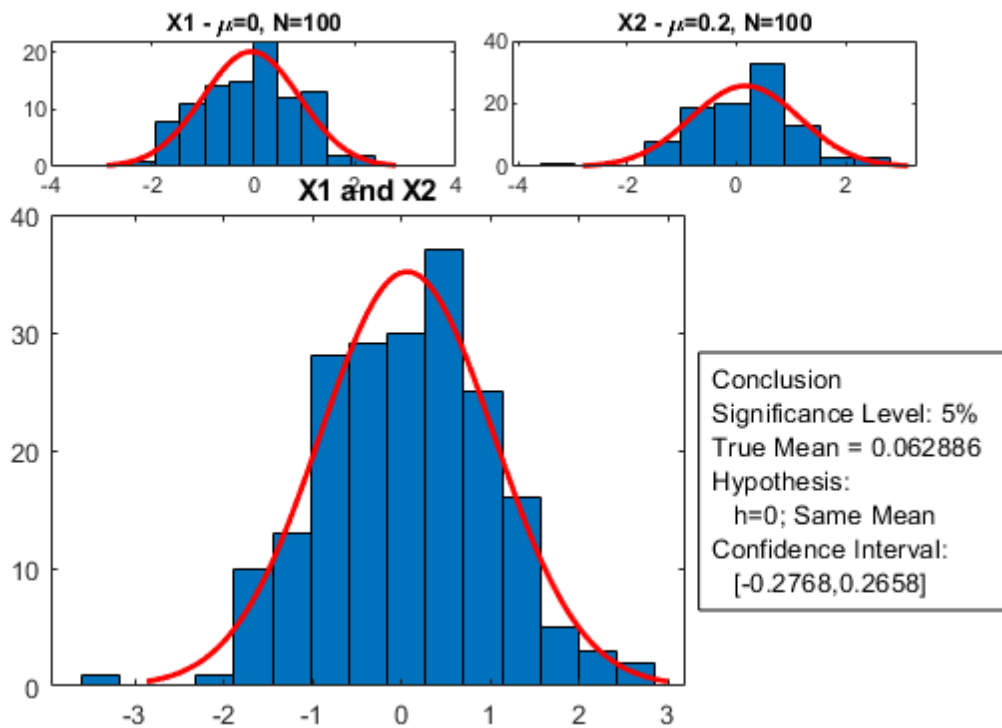 X1 - μ=0, N=100
20
10
0
-4 -2 0 2 4
X2 - μ=0.2, N=100
40
20
0
-4 -2 0 2
X1 and X2
40
30
20
10
0
-3 -2 -1 0 1 2 3
Conclusion
Significance Level: 5%
True Mean = 0.062886
Hypothesis:
h=0; Same Mean
Confidence Interval:
[-0.2768,0.2658]